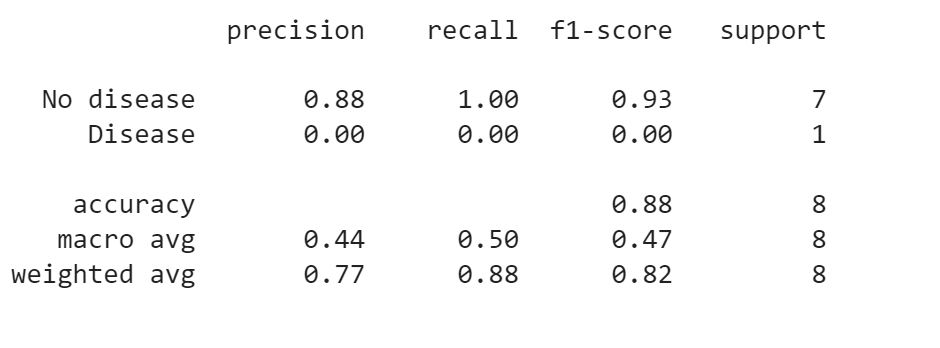 precision recall f1-score support
No disease 0.88 1.00 0.93 7
Disease 0.00 0.00 0.00 1
accuracy 0.88 8
macro avg 0.44 0.50 0.47 8
weighted avg 0.77 0.88 0.82 8